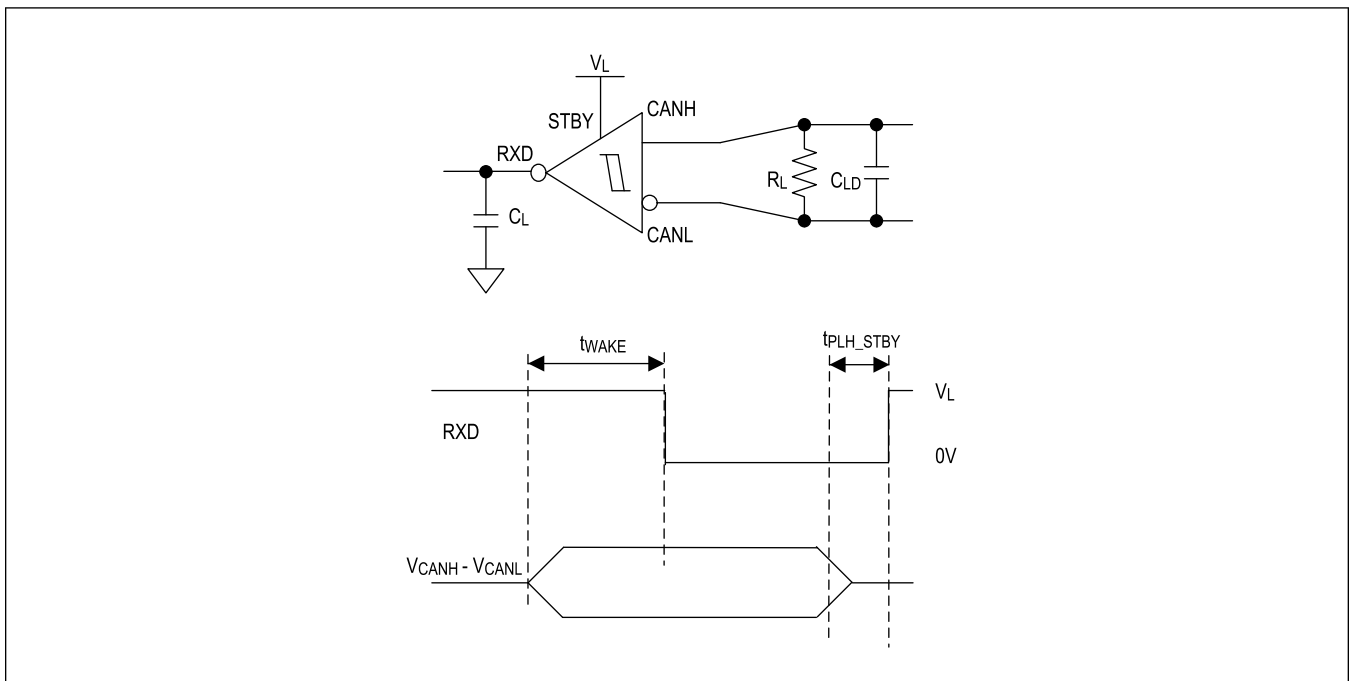 VL
CANH
STBY
RXD
RL
CLD
CL
CANL
tWAKE
tPLH_STBY
VL
RXD
0V
VCANH - VCANL